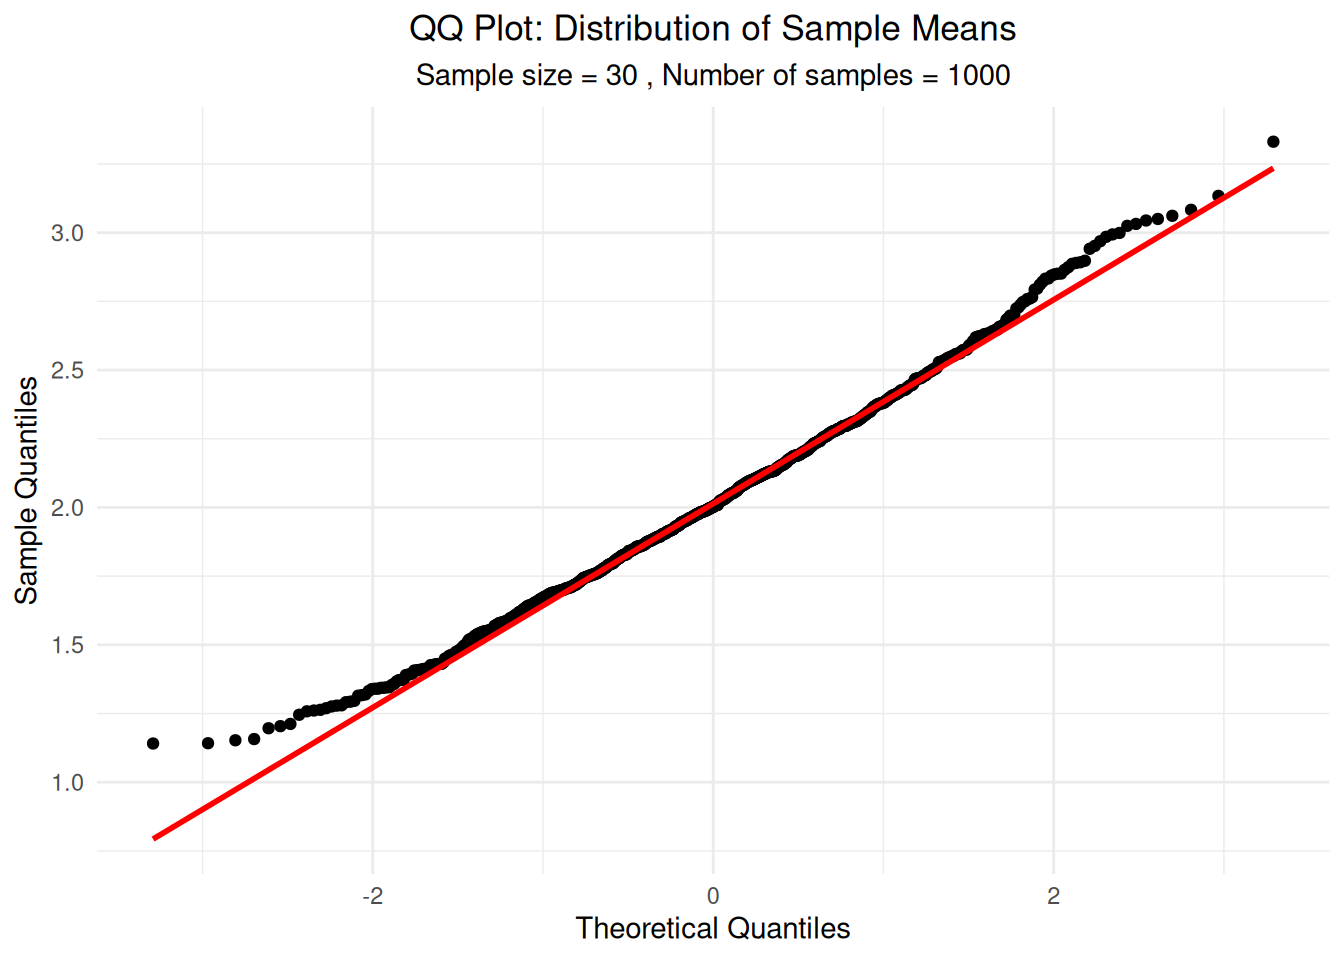 QQ Plot: Distribution of Sample Means
Sample size = 30 , Number of samples = 1000
Sample Quantiles
3.0
2.5
2.0
1.5
1.0
-2
0
2
Theoretical Quantiles